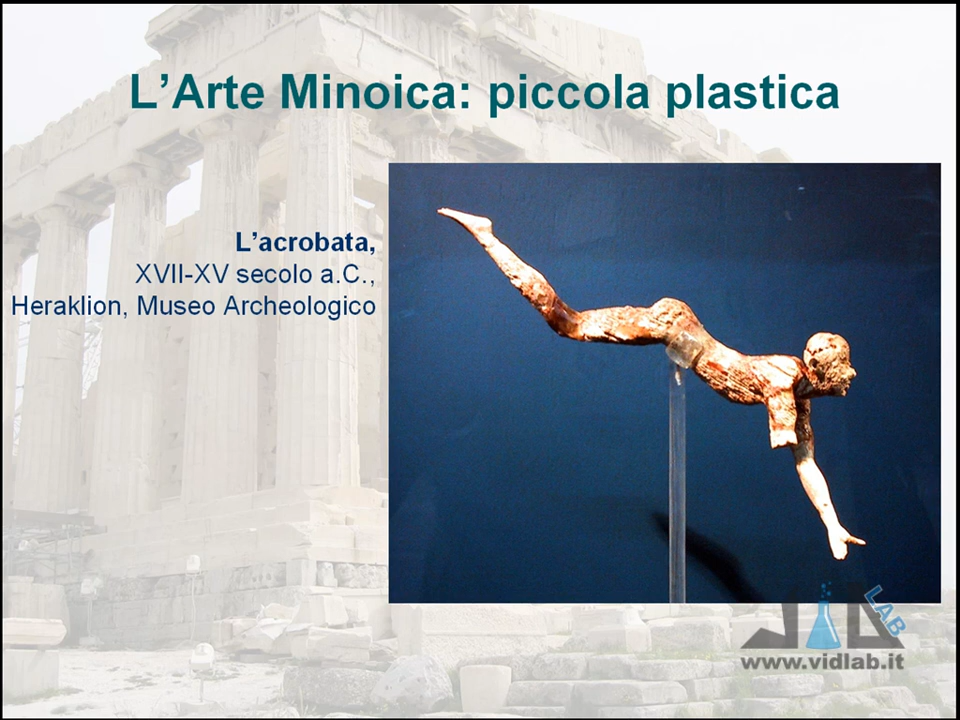 L’Arte Minoica: piccola plastica
L’acrobata,
XVII-XV secolo a.C.,
Heraklion, Museo Archeologico
LAB
www.vidlab.it